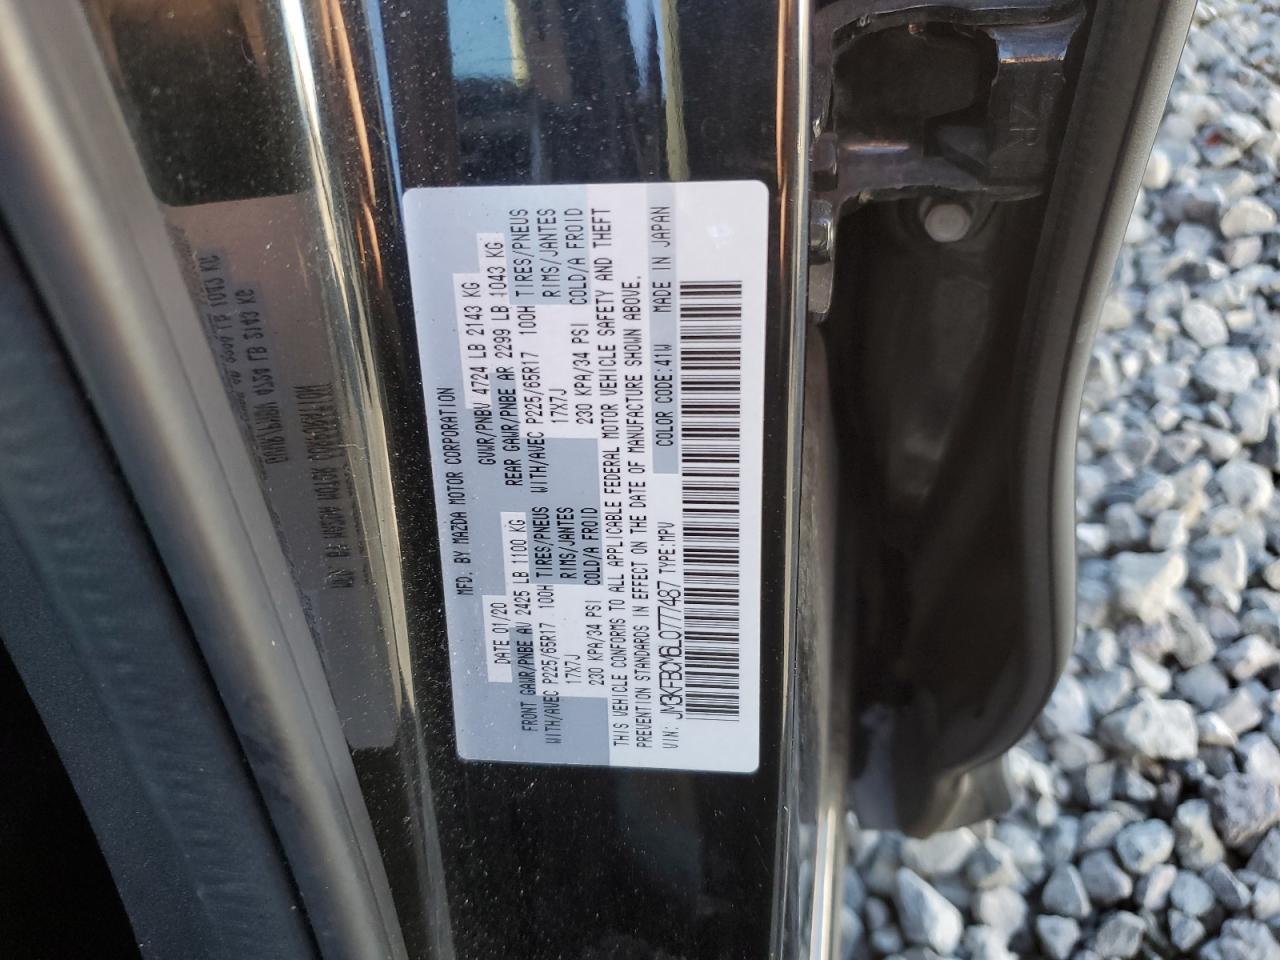 MFD. BY MAZDA MOTOR CORPORATION
DATE 01/20 GVWR/PNBV 4724 LB 2143 KG
FRONT GAWR/PNBE AV 2425 LB 1100 KG REAR GAWR/PNBE AR 2299 LB 1043 KG
WITH/AVEC P225/65R17 100H TIRES/PNEUS WITH/AVEC P225/65R17 100H TIRES/PNEUS
17X7J RIMS/JANTES 17X7J RIMS/JANTES
230 KPA/34 PSI COLD/A FROID 230 KPA/34 PSI COLD/A FROID
THIS VEHICLE CONFORMS TO ALL APPLICABLE FEDERAL MOTOR VEHICLE SAFETY AND THEFT
PREVENTION STANDARDS IN EFFECT ON THE DATE OF MANUFACTURE SHOWN ABOVE.
VIN: JM3KFBCM6L0777487 TYPE:MPV COLOR CODE:41W MADE IN JAPAN